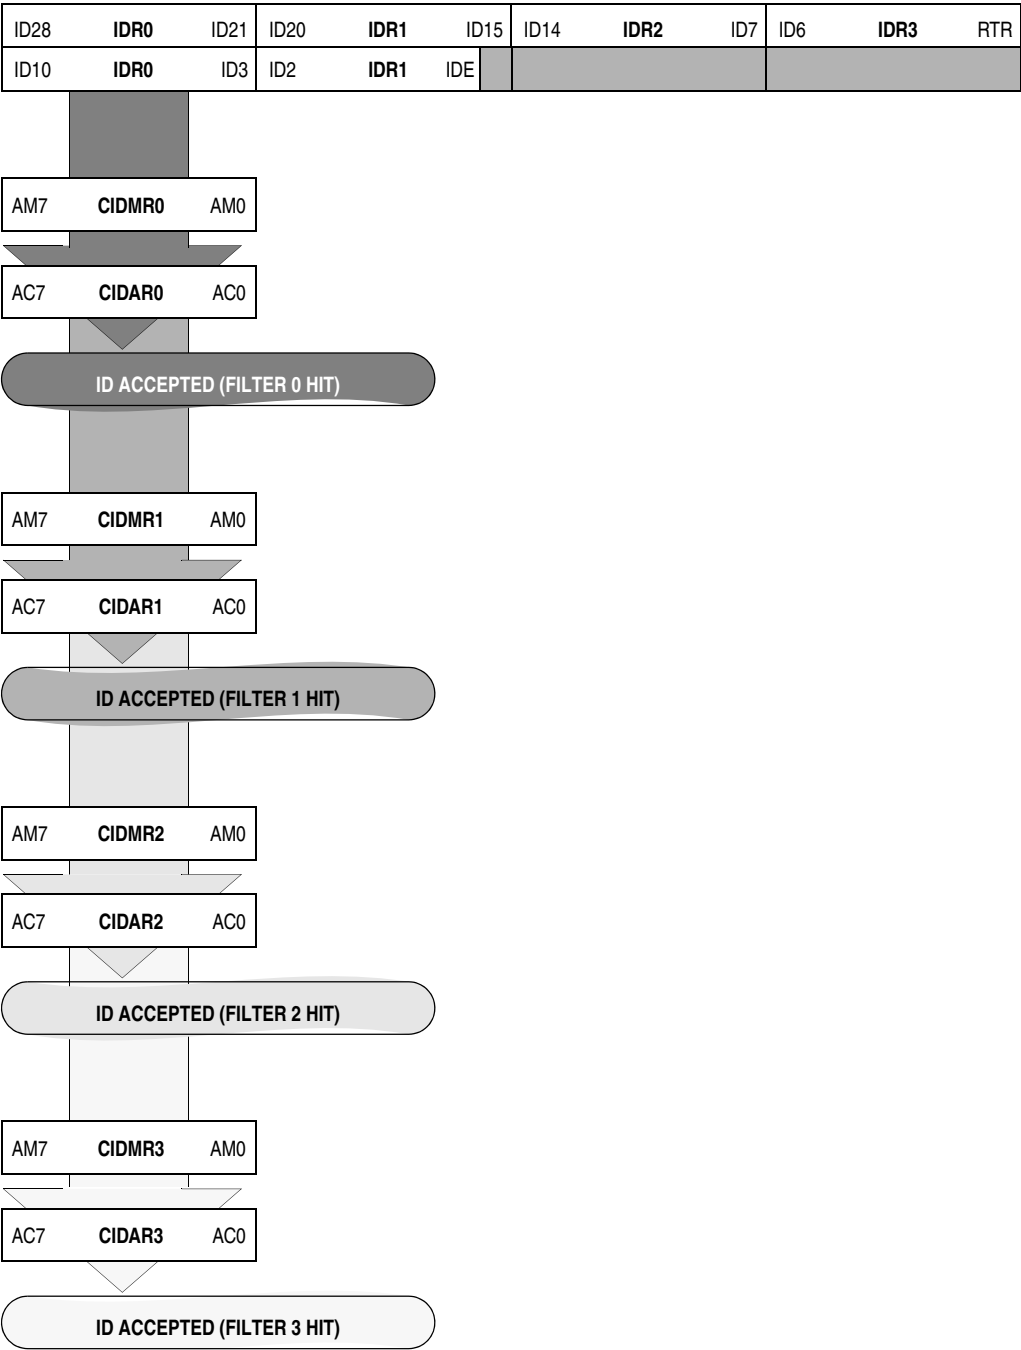 ID28 IDR0 ID21 ID20 IDR1 ID15 ID14 IDR2 ID7 ID6 IDR3 RTR
ID10 IDR0 ID3 ID2 IDR1 IDE
AM7 CIDMR0 AM0
AC7 CIDAR0 AC0
ID ACCEPTED (FILTER 0 HIT)
AM7 CIDMR1 AM0
AC7 CIDAR1 AC0
ID ACCEPTED (FILTER 1 HIT)
AM7 CIDMR2 AM0
AC7 CIDAR2 AC0
ID ACCEPTED (FILTER 2 HIT)
AM7 CIDMR3 AM0
AC7 CIDAR3 AC0
ID ACCEPTED (FILTER 3 HIT)